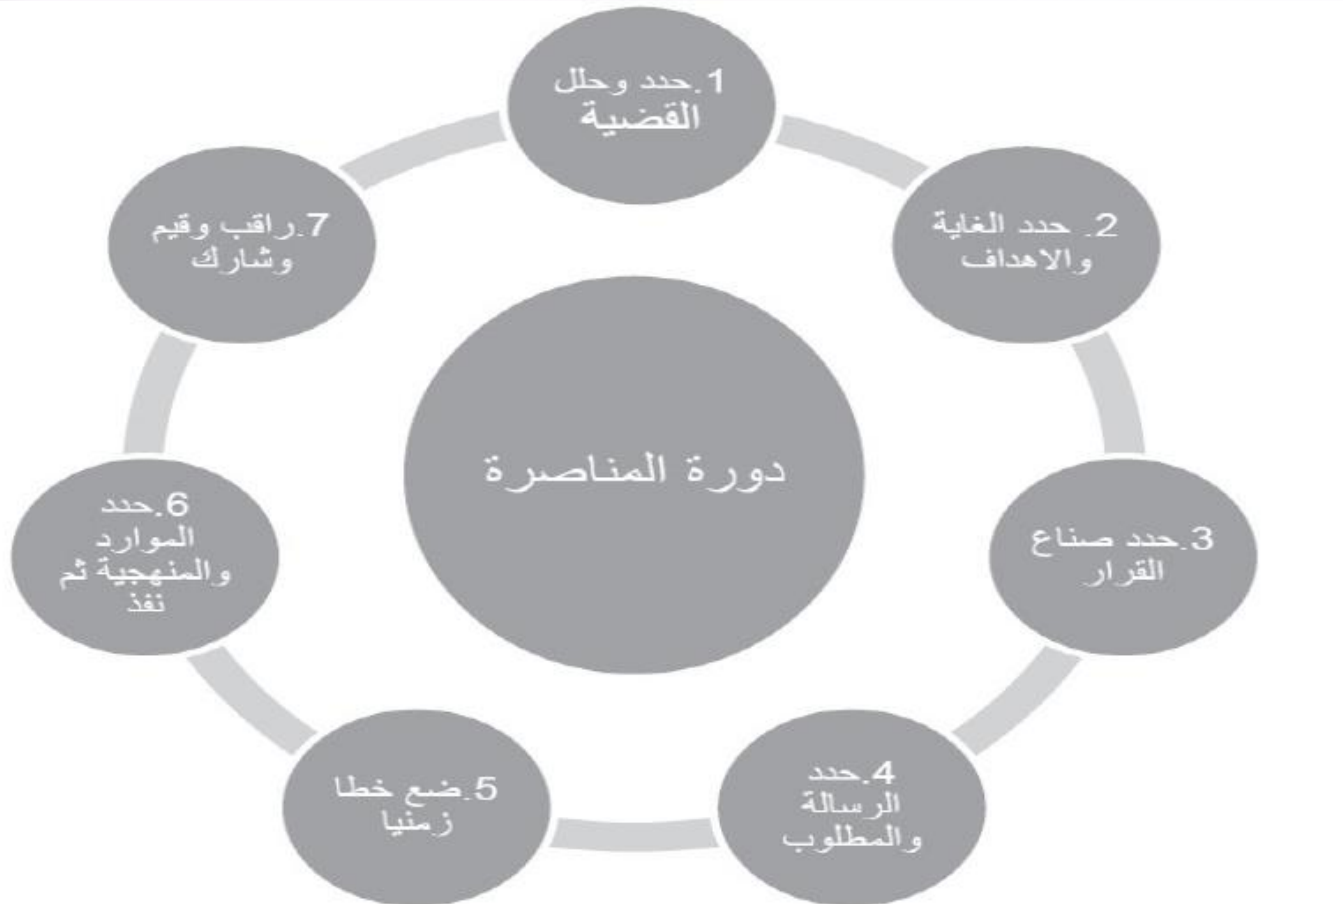 1.حدد وحلل
القضية
2. حدد الغاية
والاهداف
3.حدد صناع
القرار
4.حدد
الرسالة
والمطلوب
5.ضع خطا
زمنيا
6.حدد
الموارد
والمنهجية ثم
نفذ
7.راقب وقيم
وشارك
دورة المناصرة